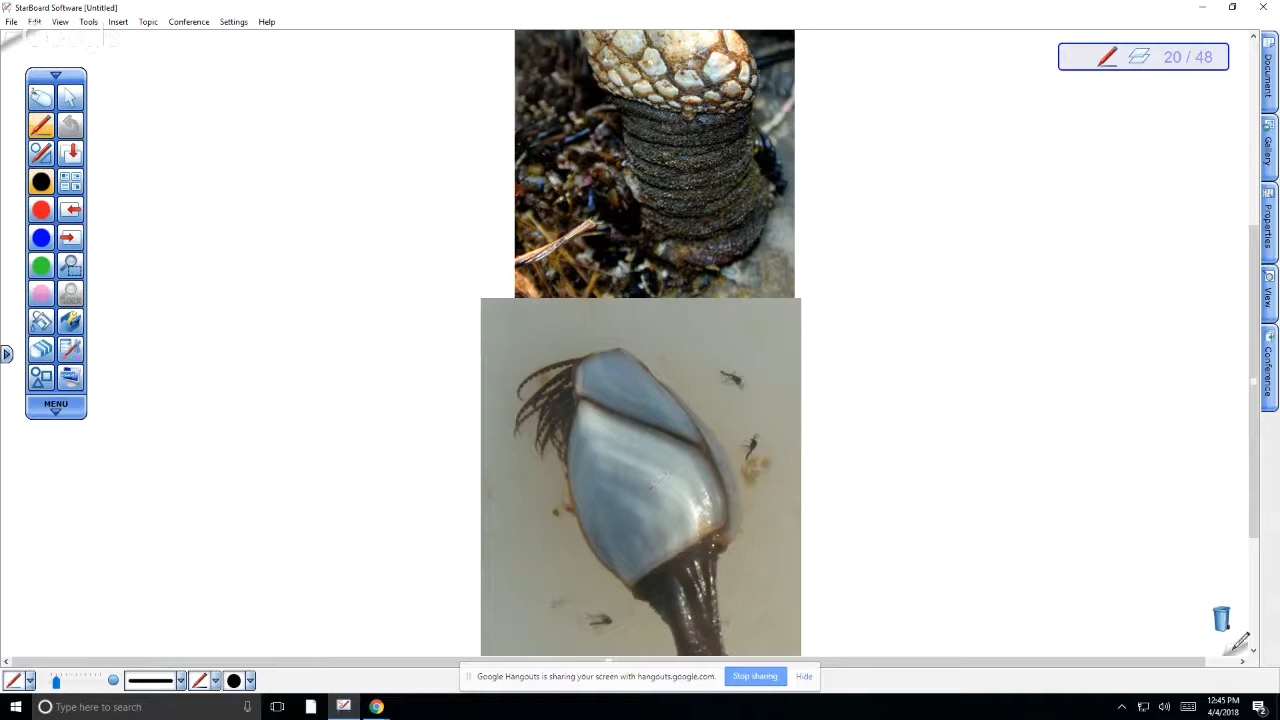 StarBoard Software [Untitled]
File Edit View Tools Insert Topic Conference Settings Help
20 / 48
Document
Gallery
Properties
View
Conference
MENU
Google Hangouts is sharing your screen with hangouts.google.com.
Stop sharing
Hide
Type here to search
12:45 PM
4/4/2018
2